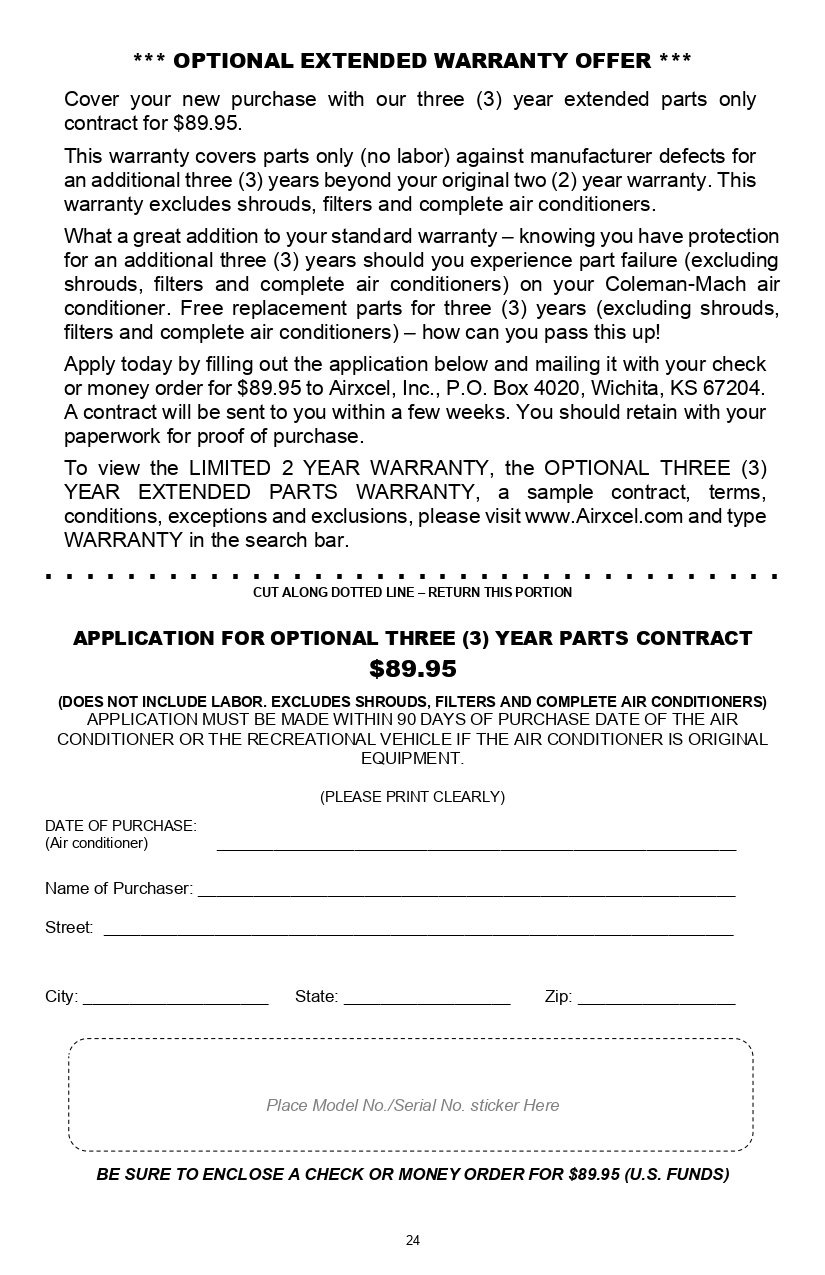 *** OPTIONAL EXTENDED WARRANTY OFFER ***
Cover your new purchase with our three (3) year extended parts only
contract for $89.95.
This warranty covers parts only (no labor) against manufacturer defects for
an additional three (3) years beyond your original two (2) year warranty. This
warranty excludes shrouds, filters and complete air conditioners.
What a great addition to your standard warranty – knowing you have protection
for an additional three (3) years should you experience part failure (excluding
shrouds, filters and complete air conditioners) on your Coleman-Mach air
conditioner. Free replacement parts for three (3) years (excluding shrouds,
filters and complete air conditioners) – how can you pass this up!
Apply today by filling out the application below and mailing it with your check
or money order for $89.95 to Airxcel, Inc., P.O. Box 4020, Wichita, KS 67204.
A contract will be sent to you within a few weeks. You should retain with your
paperwork for proof of purchase.
To view the LIMITED 2 YEAR WARRANTY, the OPTIONAL THREE (3)
YEAR EXTENDED PARTS WARRANTY, a sample contract, terms,
conditions, exceptions and exclusions, please visit www.Airxcel.com and type
WARRANTY in the search bar.
CUT ALONG DOTTED LINE – RETURN THIS PORTION
APPLICATION FOR OPTIONAL THREE (3) YEAR PARTS CONTRACT
$89.95
(DOES NOT INCLUDE LABOR. EXCLUDES SHROUDS, FILTERS AND COMPLETE AIR CONDITIONERS)
APPLICATION MUST BE MADE WITHIN 90 DAYS OF PURCHASE DATE OF THE AIR
CONDITIONER OR THE RECREATIONAL VEHICLE IF THE AIR CONDITIONER IS ORIGINAL
EQUIPMENT.
(PLEASE PRINT CLEARLY)
DATE OF PURCHASE:
(Air conditioner)
Name of Purchaser:
Street:
City: State: Zip:
Place Model No./Serial No. sticker Here
BE SURE TO ENCLOSE A CHECK OR MONEY ORDER FOR $89.95 (U.S. FUNDS)
24